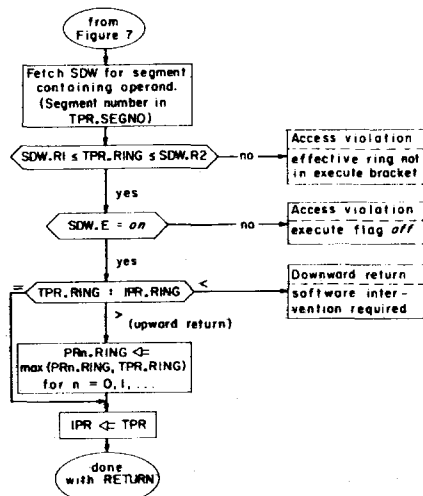 from
Figure 7
Fetch SDW for segment
containing operand.
(Segment number in
TPR.SEGNO)
SDW.R1 ≤ TPR.RING ≤ SDW.R2
no
Access violation
effective ring not
in execute bracket
yes
SDW.E = on
no
Access violation
execute flag off
yes
=
TPR.RING : IPR.RING
<
Downward return
software inter-
vention required
>
(upward return)
PRn.RING ⇐
max(PRn.RING, TPR.RING)
for n = 0, 1, ...
IPR ⇐ TPR
done
with RETURN